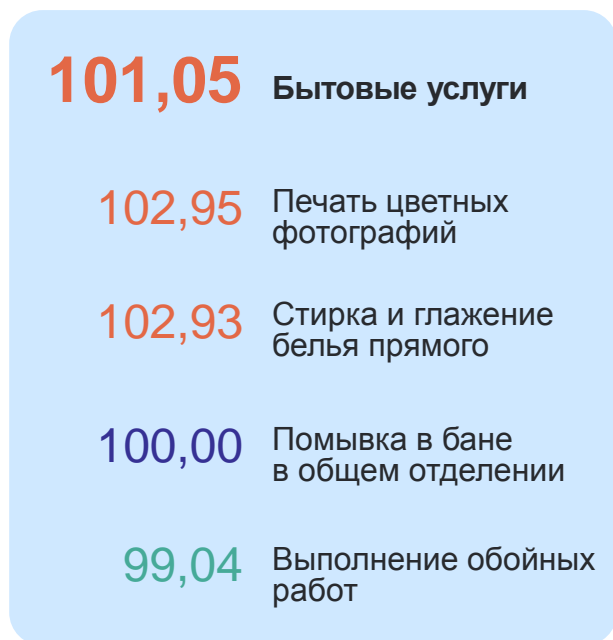 101,05 Бытовые услуги
102,95 Печать цветных
фотографий
102,93 Стирка и глажение
белья прямого
100,00 Помывка в бане
в общем отделении
99,04 Выполнение обойных
работ